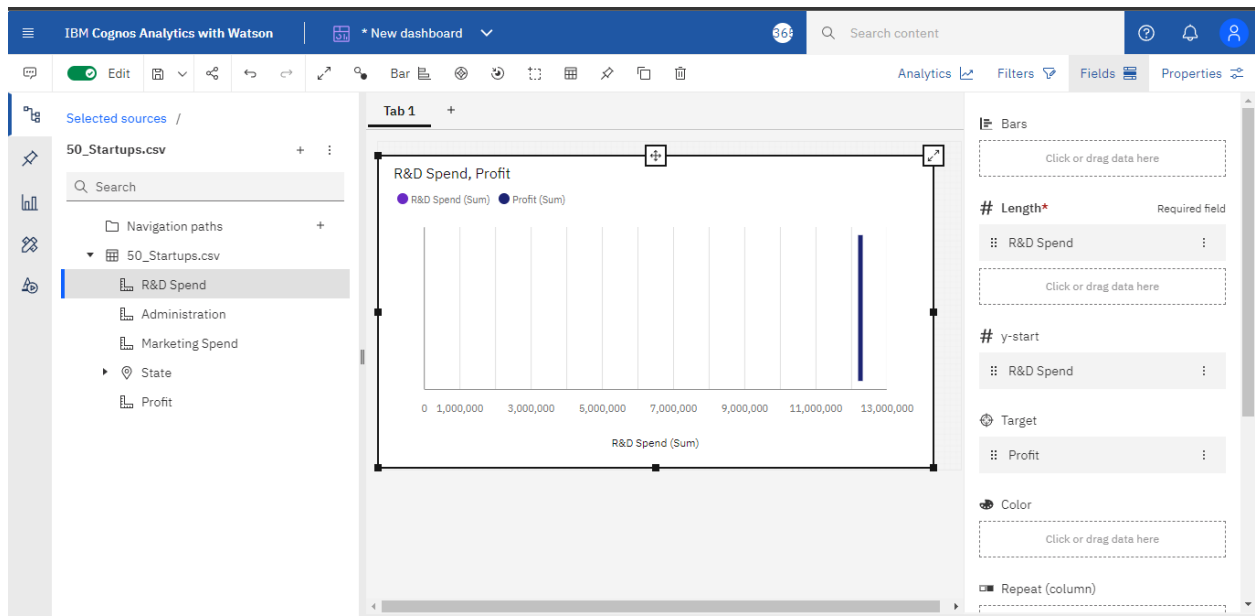 IBM Cognos Analytics with Watson
* New dashboard
Search content
Edit
Bar
Analytics
Filters
Fields
Properties
Selected sources /
50_Startups.csv
Search
Navigation paths
50_Startups.csv
R&D Spend
Administration
Marketing Spend
State
Profit
Tab 1
R&D Spend, Profit
R&D Spend (Sum) Profit (Sum)
0 1,000,000 3,000,000 5,000,000 7,000,000 9,000,000 11,000,000 13,000,000
R&D Spend (Sum)
Bars
Click or drag data here
# Length* Required field
R&D Spend
Click or drag data here
# y-start
R&D Spend
Target
Profit
Color
Click or drag data here
Repeat (column)